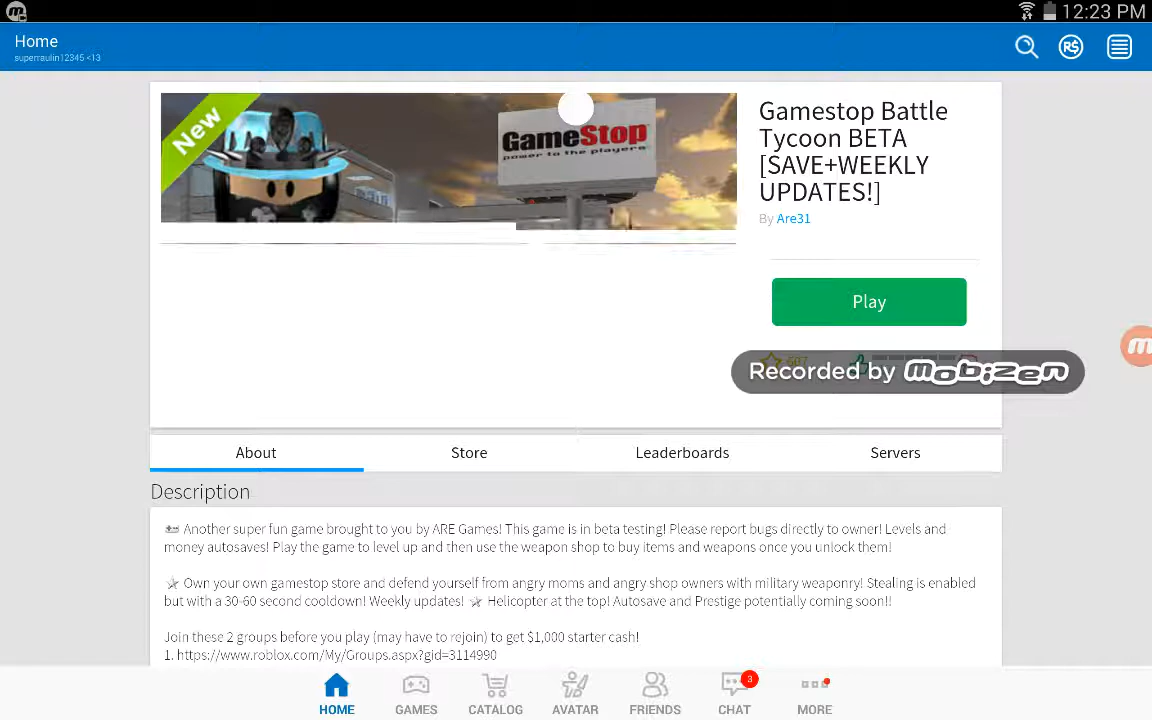 12:23 PM
Home
superraulin12345 <13
New
GameStop
power to the players
Gamestop Battle
Tycoon BETA
[SAVE+WEEKLY
UPDATES!]
By Are31
Play
Recorded by mobizen
About
Store
Leaderboards
Servers
Description
Another super fun game brought to you by ARE Games! This game is in beta testing! Please report bugs directly to owner! Levels and
money autosaves! Play the game to level up and then use the weapon shop to buy items and weapons once you unlock them!
Own your own gamestop store and defend yourself from angry moms and angry shop owners with military weaponry! Stealing is enabled
but with a 30-60 second cooldown! Weekly updates! ★ Helicopter at the top! Autosave and Prestige potentially coming soon!!
Join these 2 groups before you play (may have to rejoin) to get $1,000 starter cash!
1. https://www.roblox.com/My/Groups.aspx?gid=3114990
HOME
GAMES
CATALOG
AVATAR
FRIENDS
3
CHAT
MORE